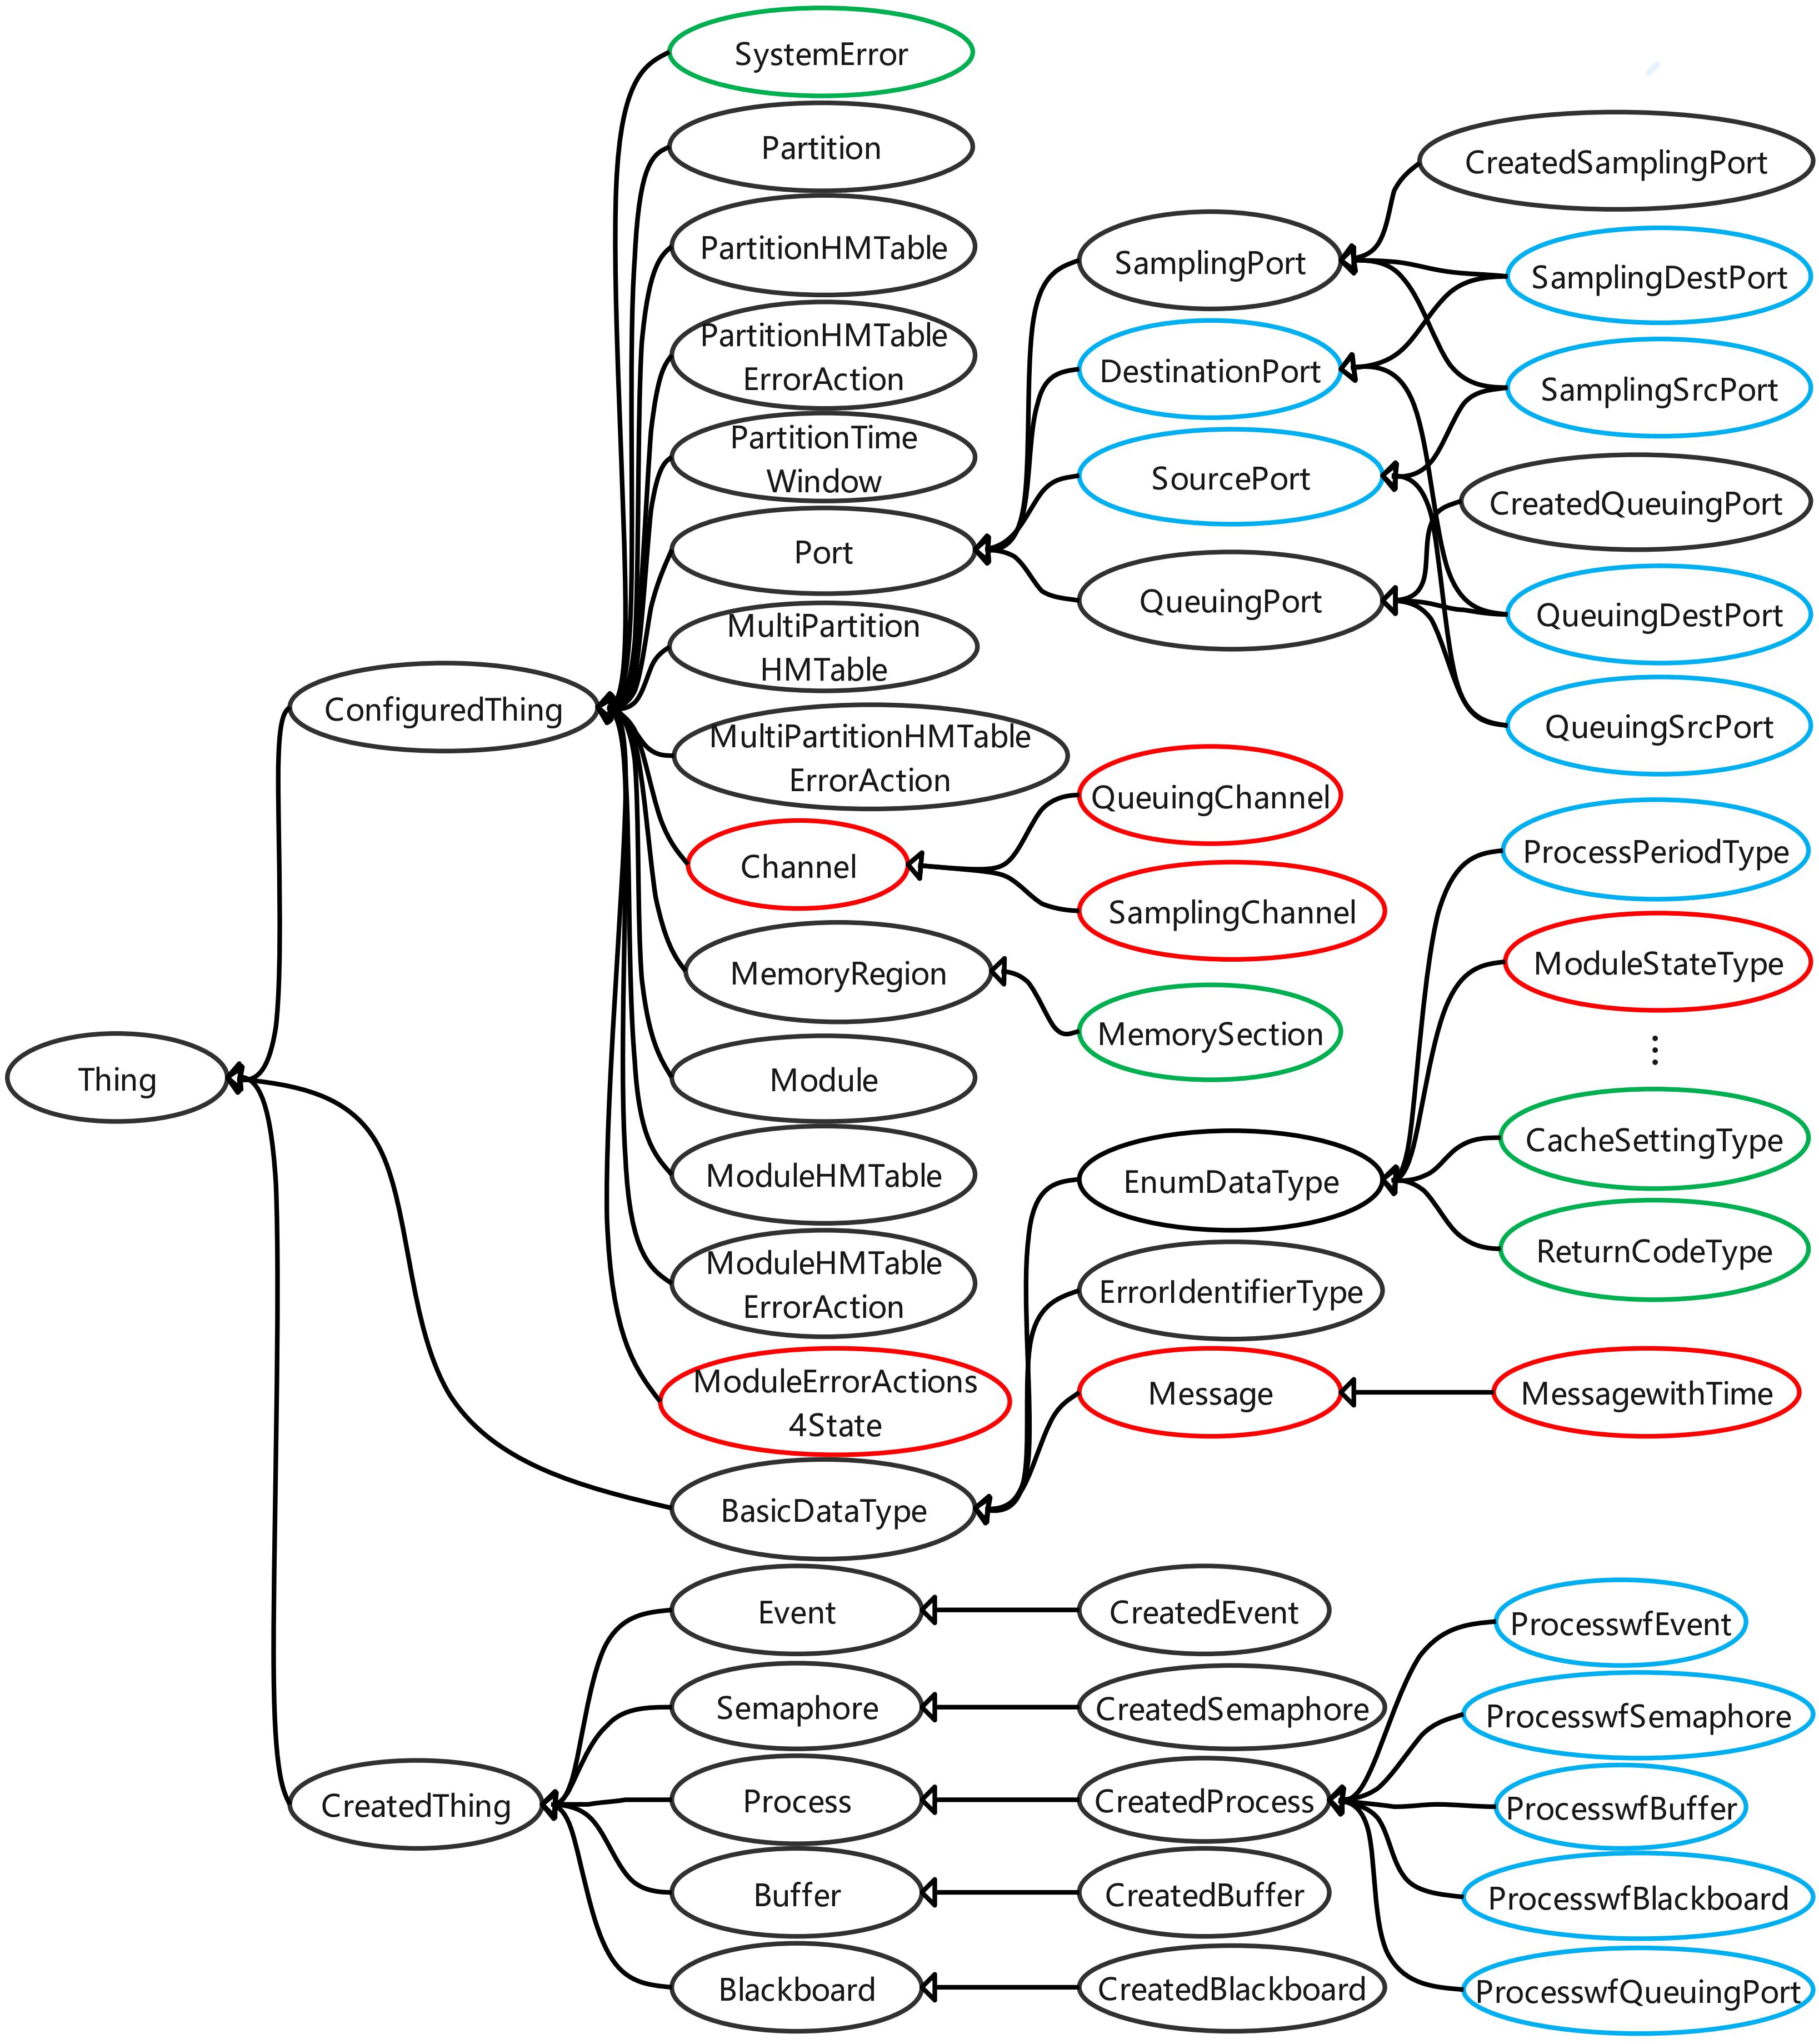 SystemError
Partition
PartitionHMTable
PartitionHMTable
ErrorAction
PartitionTime
Window
Port
MultiPartition
HMTable
MultiPartitionHMTable
ErrorAction
Channel
MemoryRegion
Module
ModuleHMTable
ModuleHMTable
ErrorAction
ModuleErrorActions
4State
BasicDataType
Event
Semaphore
Process
Buffer
Blackboard
Thing
ConfiguredThing
CreatedThing
SamplingPort
DestinationPort
SourcePort
QueuingPort
QueuingChannel
SamplingChannel
MemorySection
EnumDataType
ErrorIdentifierType
Message
CreatedEvent
CreatedSemaphore
CreatedProcess
CreatedBuffer
CreatedBlackboard
CreatedSamplingPort
SamplingDestPort
SamplingSrcPort
CreatedQueuingPort
QueuingDestPort
QueuingSrcPort
ProcessPeriodType
ModuleStateType
⋮
CacheSettingType
ReturnCodeType
MessagewithTime
ProcesswfEvent
ProcesswfSemaphore
ProcesswfBuffer
ProcesswfBlackboard
ProcesswfQueuingPort